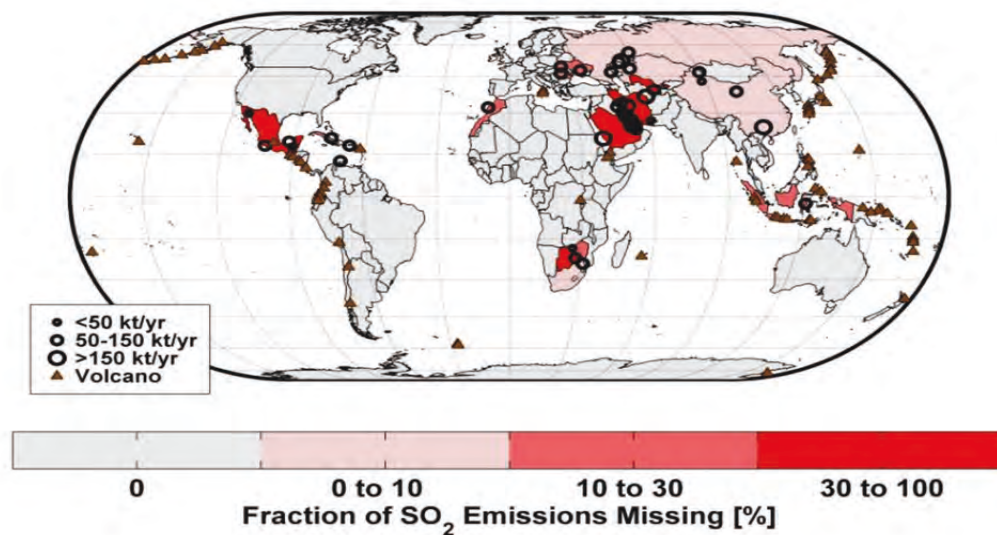 <50 kt/yr
50-150 kt/yr
>150 kt/yr
Volcano
0
0 to 10
10 to 30
30 to 100
Fraction of SO₂ Emissions Missing [%]